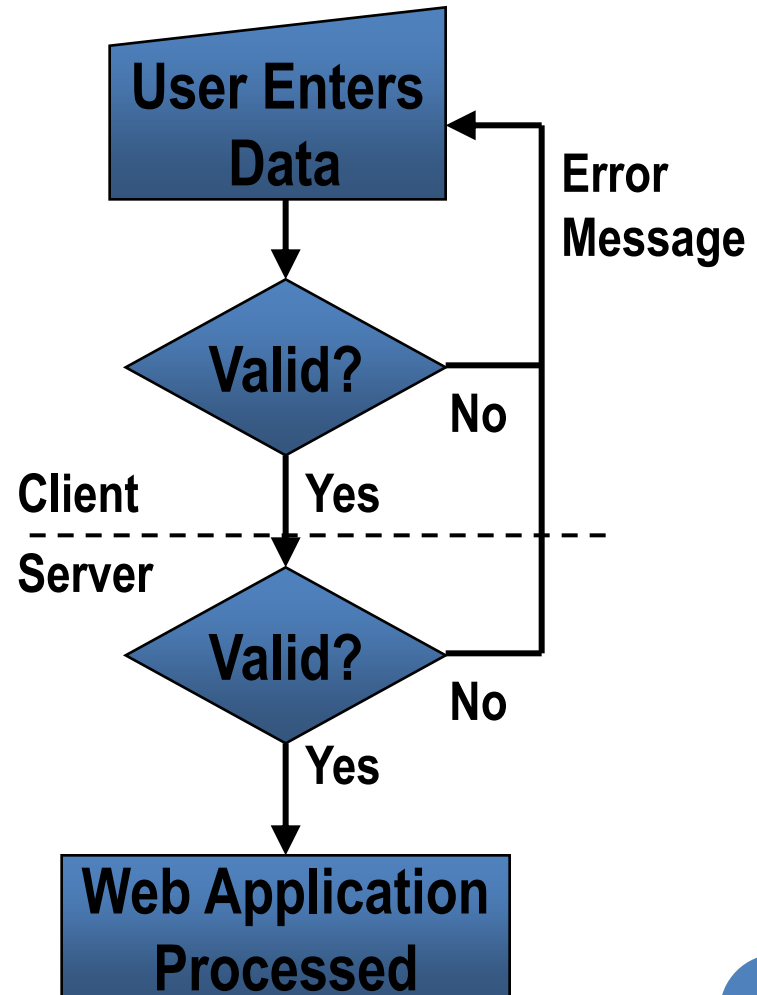 User Enters
Data
Error
Message
Valid?
No
Client
Yes
Server
Valid?
No
Yes
Web Application
Processed